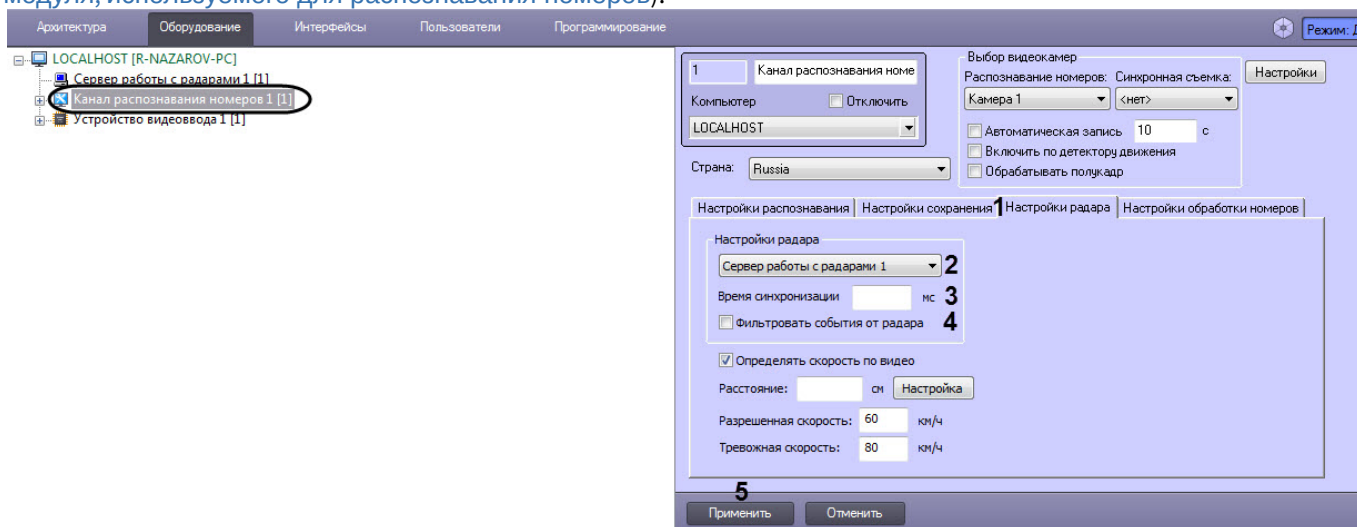 модуля, используемого для распознавания номеров).
Архитектура Оборудование Интерфейсы Пользователи Программирование
Режим: Д
LOCALHOST [R-NAZAROV-PC]
Сервер работы с радарами 1 [1]
Канал распознавания номеров 1 [1]
Устройство видеоввода 1 [1]
1 Канал распознавания номе
Компьютер Отключить
LOCALHOST
Страна: Russia
Выбор видеокамер
Распознавание номеров: Синхронная съемка: Настройки
Камера 1 <нет>
Автоматическая запись 10 с
Включить по детектору движения
Обрабатывать полукадр
Настройки распознавания Настройки сохранения 1 Настройки радара Настройки обработки номеров
Настройки радара
Сервер работы с радарами 1 2
Время синхронизации мс 3
Фильтровать события от радара 4
Определять скорость по видео
Расстояние: см Настройка
Разрешенная скорость: 60 км/ч
Тревожная скорость: 80 км/ч
5
Применить Отменить